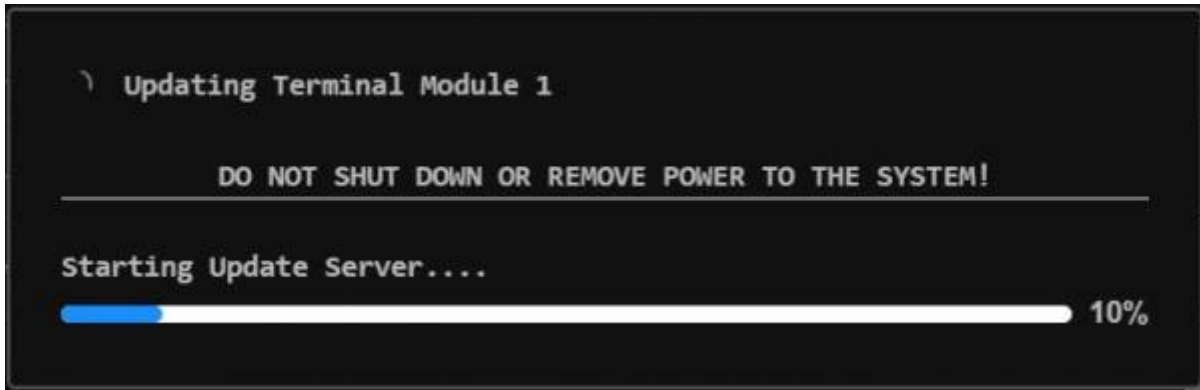 Updating Terminal Module 1
DO NOT SHUT DOWN OR REMOVE POWER TO THE SYSTEM!
Starting Update Server....
10%